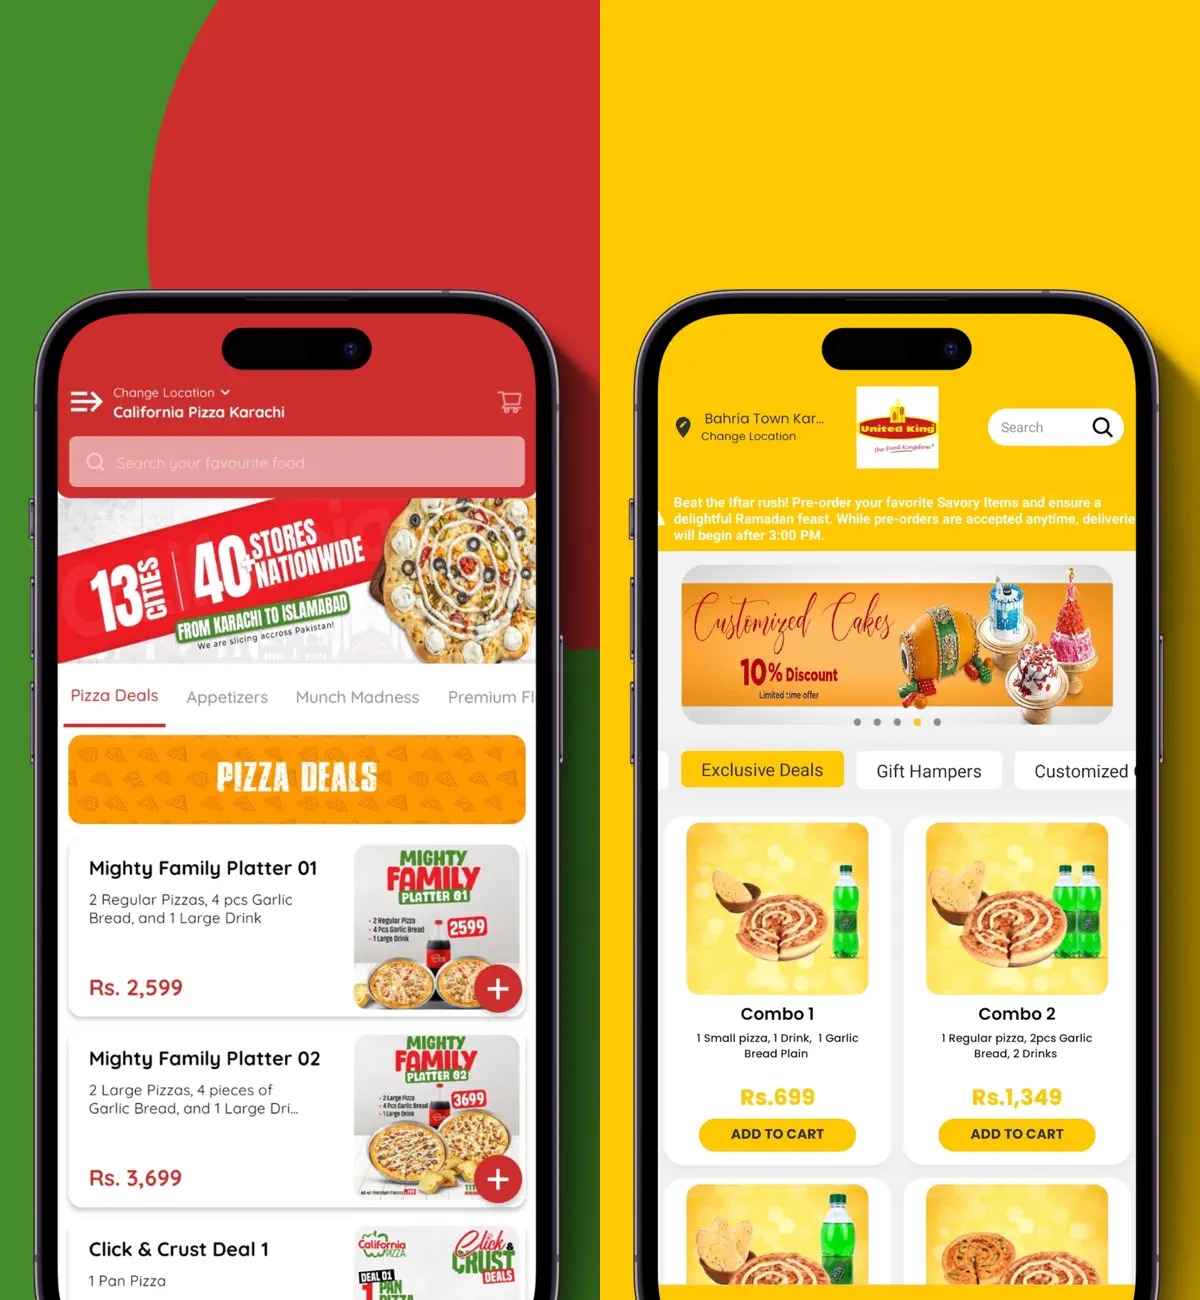 Change Location
California Pizza Karachi
Search your favourite food
13 CITIES
40+ STORES NATIONWIDE
FROM KARACHI TO ISLAMABAD
We are slicing accross Pakistan!
Pizza Deals
Appetizers
Munch Madness
Premium Fl
PIZZA DEALS
Mighty Family Platter 01
2 Regular Pizzas, 4 pcs Garlic
Bread, and 1 Large Drink
Rs. 2,599
MIGHTY
FAMILY
PLATTER 01
• 2 Regular Pizza
• 4 Pcs Garlic Bread
• 1 Large Drink
2599
Mighty Family Platter 02
2 Large Pizzas, 4 pieces of
Garlic Bread, and 1 Large Dri...
Rs. 3,699
MIGHTY
FAMILY
PLATTER 02
• 2 Large Pizza
• 4 Pcs Garlic Bread
• 1 Large Drink
3699
Click & Crust Deal 1
1 Pan Pizza
California
PIZZA
Click &
CRUST
DEALS
DEAL 01
1 PAN
PIZZA
Bahria Town Kar...
Change Location
United King
the Food Kingdom
Search
Beat the Iftar rush! Pre-order your favorite Savory Items and ensure a
delightful Ramadan feast. While pre-orders are accepted anytime, deliverie
will begin after 3:00 PM.
Customized Cakes
10% Discount
Limited time offer
Exclusive Deals
Gift Hampers
Customized
Combo 1
1 Small pizza, 1 Drink, 1 Garlic
Bread Plain
Rs.699
ADD TO CART
Combo 2
1 Regular pizza, 2pcs Garlic
Bread, 2 Drinks
Rs.1,349
ADD TO CART